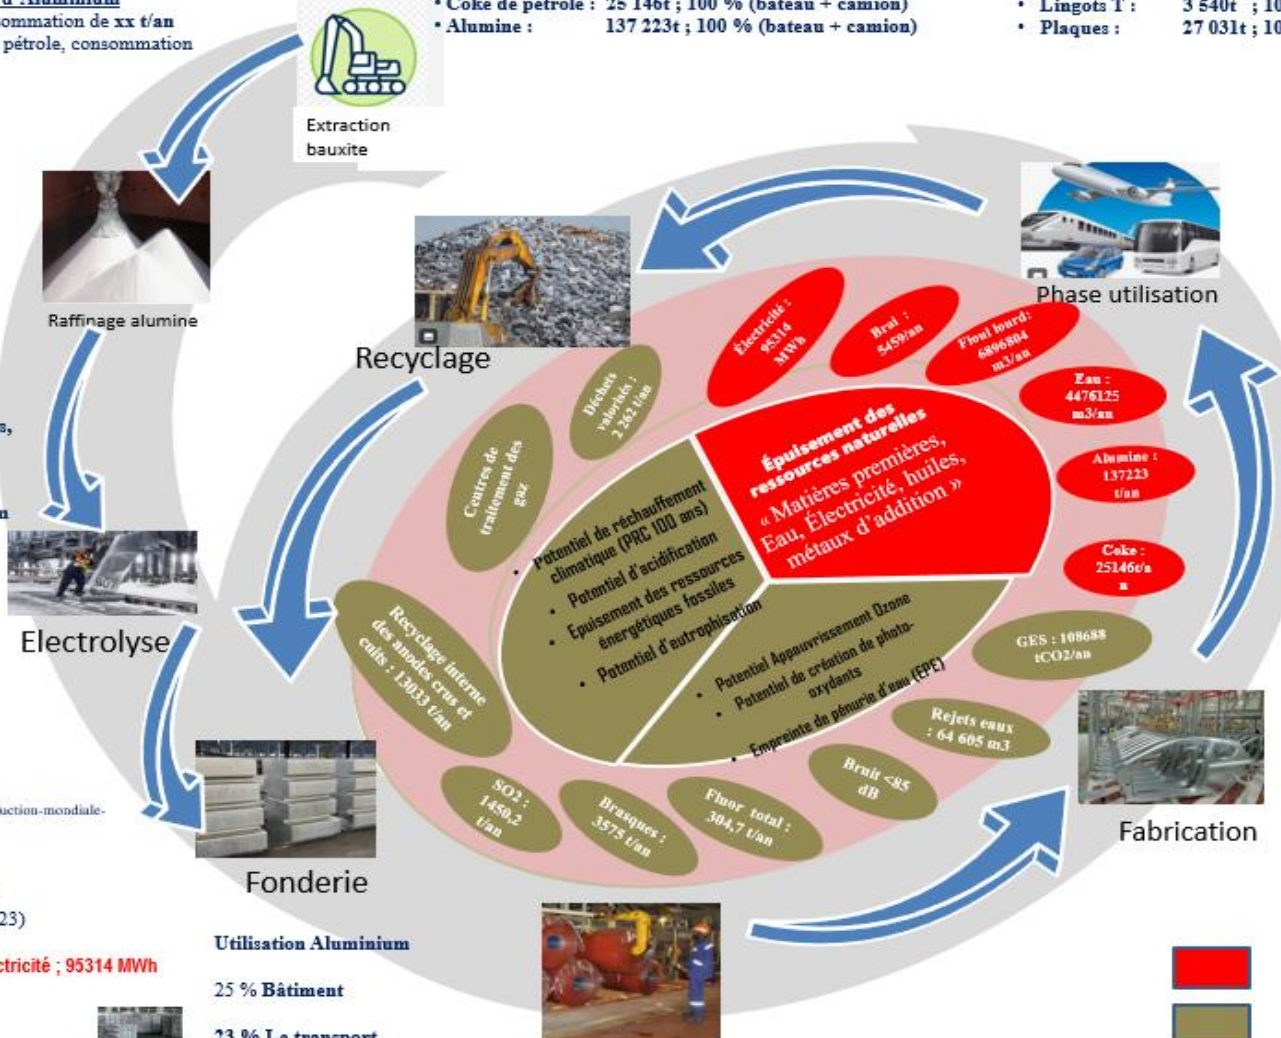 d'Aluminium
sommation de xx t/an
pétrole, consommation
• Coke de pétrole : 25 146t ; 100 % (bateau + camion)
• Alumine : 137 223t ; 100 % (bateau + camion)
• Lingots T : 3 540t ; 10
• Plaques : 27 031t ; 10
Extraction
bauxite
Raffinage alumine
Recyclage
Phase utilisation
Électricité :
95314
MWh
Brai :
5459/an
Fioul lourd:
6896804
m3/an
Eau :
4476125
m3/an
Alumine :
137223
t/an
Coke :
25146t/a
n
Déchets
valorisés :
2 262 t/an
Centres de
traitement des
gaz
Épuisement des
ressources naturelles
« Matières premières,
Eau, Électricité, huiles,
métaux d'addition »
• Potentiel de réchauffement
climatique (PRC 100 ans)
• Potentiel d'acidification
• Epuisement des ressources
énergétiques fossiles
• Potentiel d'eutrophisation
• Potentiel Appauvrissement Ozone
• Potentiel de création de photo-
oxydants
• Empreinte de pénurie d'eau (EPE)
s,
n
Electrolyse
Recyclage interne
des anodes crus et
cuits : 13033 t/an
GES : 108688
tCO2/an
Rejets eaux
: 64 605 m3
Bruit <85
dB
Fluor total :
304,7 t/an
Brasques :
3575 t/an
SO2 :
1450,2
t/an
Fabrication
uction-mondiale-
Fonderie
23)
ctricité ; 95314 MWh
Utilisation Aluminium
25 % Bâtiment
23 % Le transport